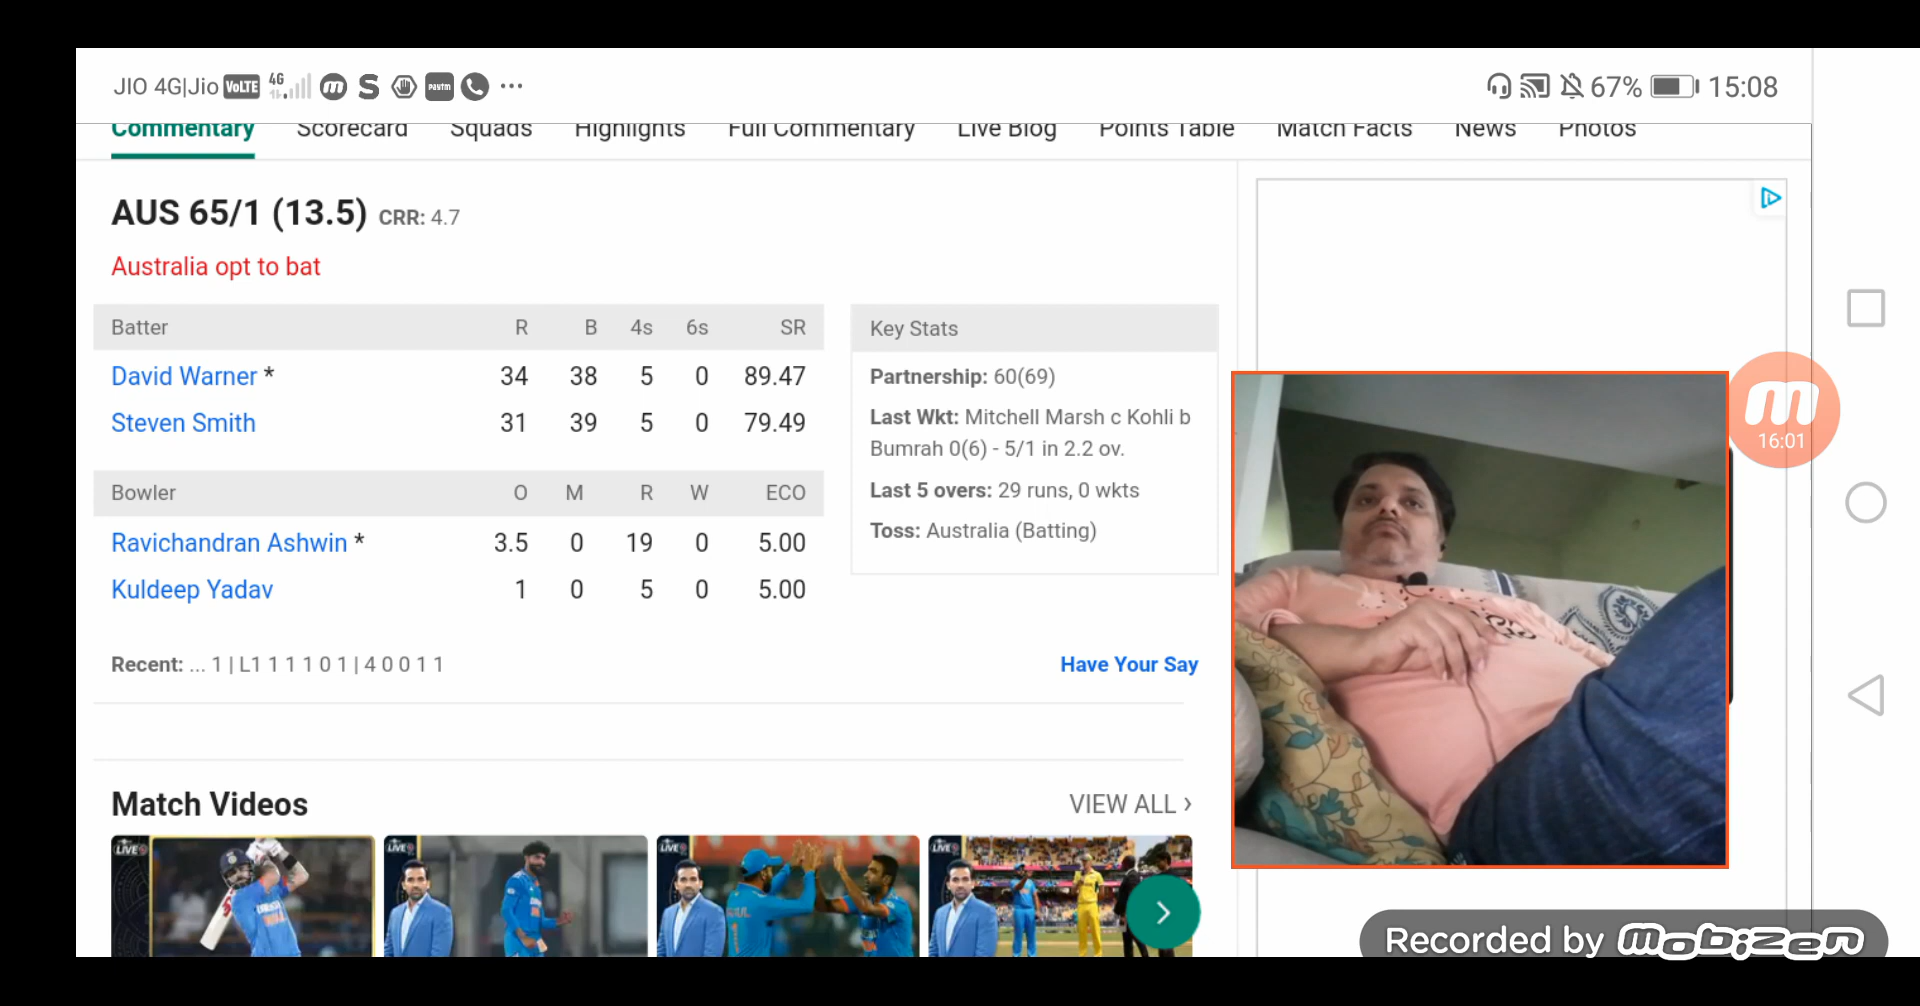 JIO 4G|Jio VoLTE 4G m S paytm ... 67% 15:08
Commentary Scorecard Squads Highlights Full Commentary Live Blog Points Table Match Facts News Photos
AUS 65/1 (13.5) CRR: 4.7
Australia opt to bat
Batter R B 4s 6s SR
David Warner * 34 38 5 0 89.47
Steven Smith 31 39 5 0 79.49
Bowler O M R W ECO
Ravichandran Ashwin * 3.5 0 19 0 5.00
Kuldeep Yadav 1 0 5 0 5.00
Recent: ... 1 | L1 1 1 1 0 1 | 4 0 0 1 1
Have Your Say
Key Stats
Partnership: 60(69)
Last Wkt: Mitchell Marsh c Kohli b
Bumrah 0(6) - 5/1 in 2.2 ov.
Last 5 overs: 29 runs, 0 wkts
Toss: Australia (Batting)
m
16:01
Match Videos VIEW ALL ›
LIVE LIVE LIVE LIVE
Recorded by mobizen